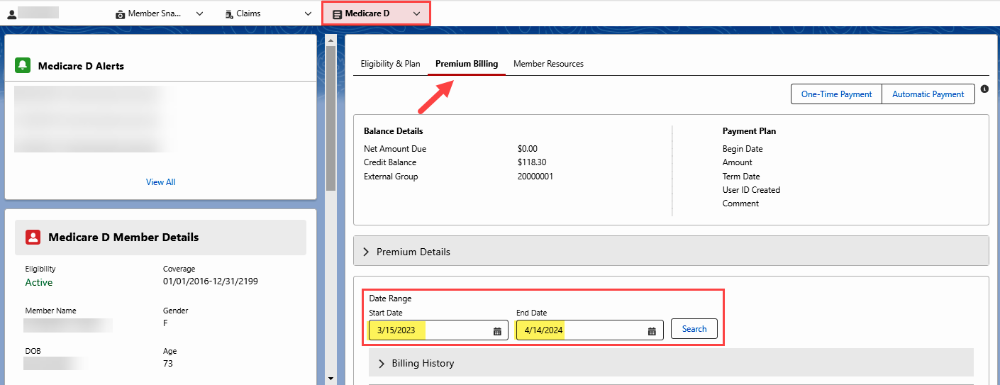 Member Sna...
Claims
Medicare D
Medicare D Alerts
View All
Medicare D Member Details
Eligibility
Coverage
Active
01/01/2016-12/31/2199
Member Name
Gender
F
DOB
Age
73
Eligibility & Plan
Premium Billing
Member Resources
One-Time Payment
Automatic Payment
Balance Details
Net Amount Due $0.00
Credit Balance $118.30
External Group 20000001
Payment Plan
Begin Date
Amount
Term Date
User ID Created
Comment
Premium Details
Date Range
Start Date
End Date
3/15/2023
4/14/2024
Search
Billing History